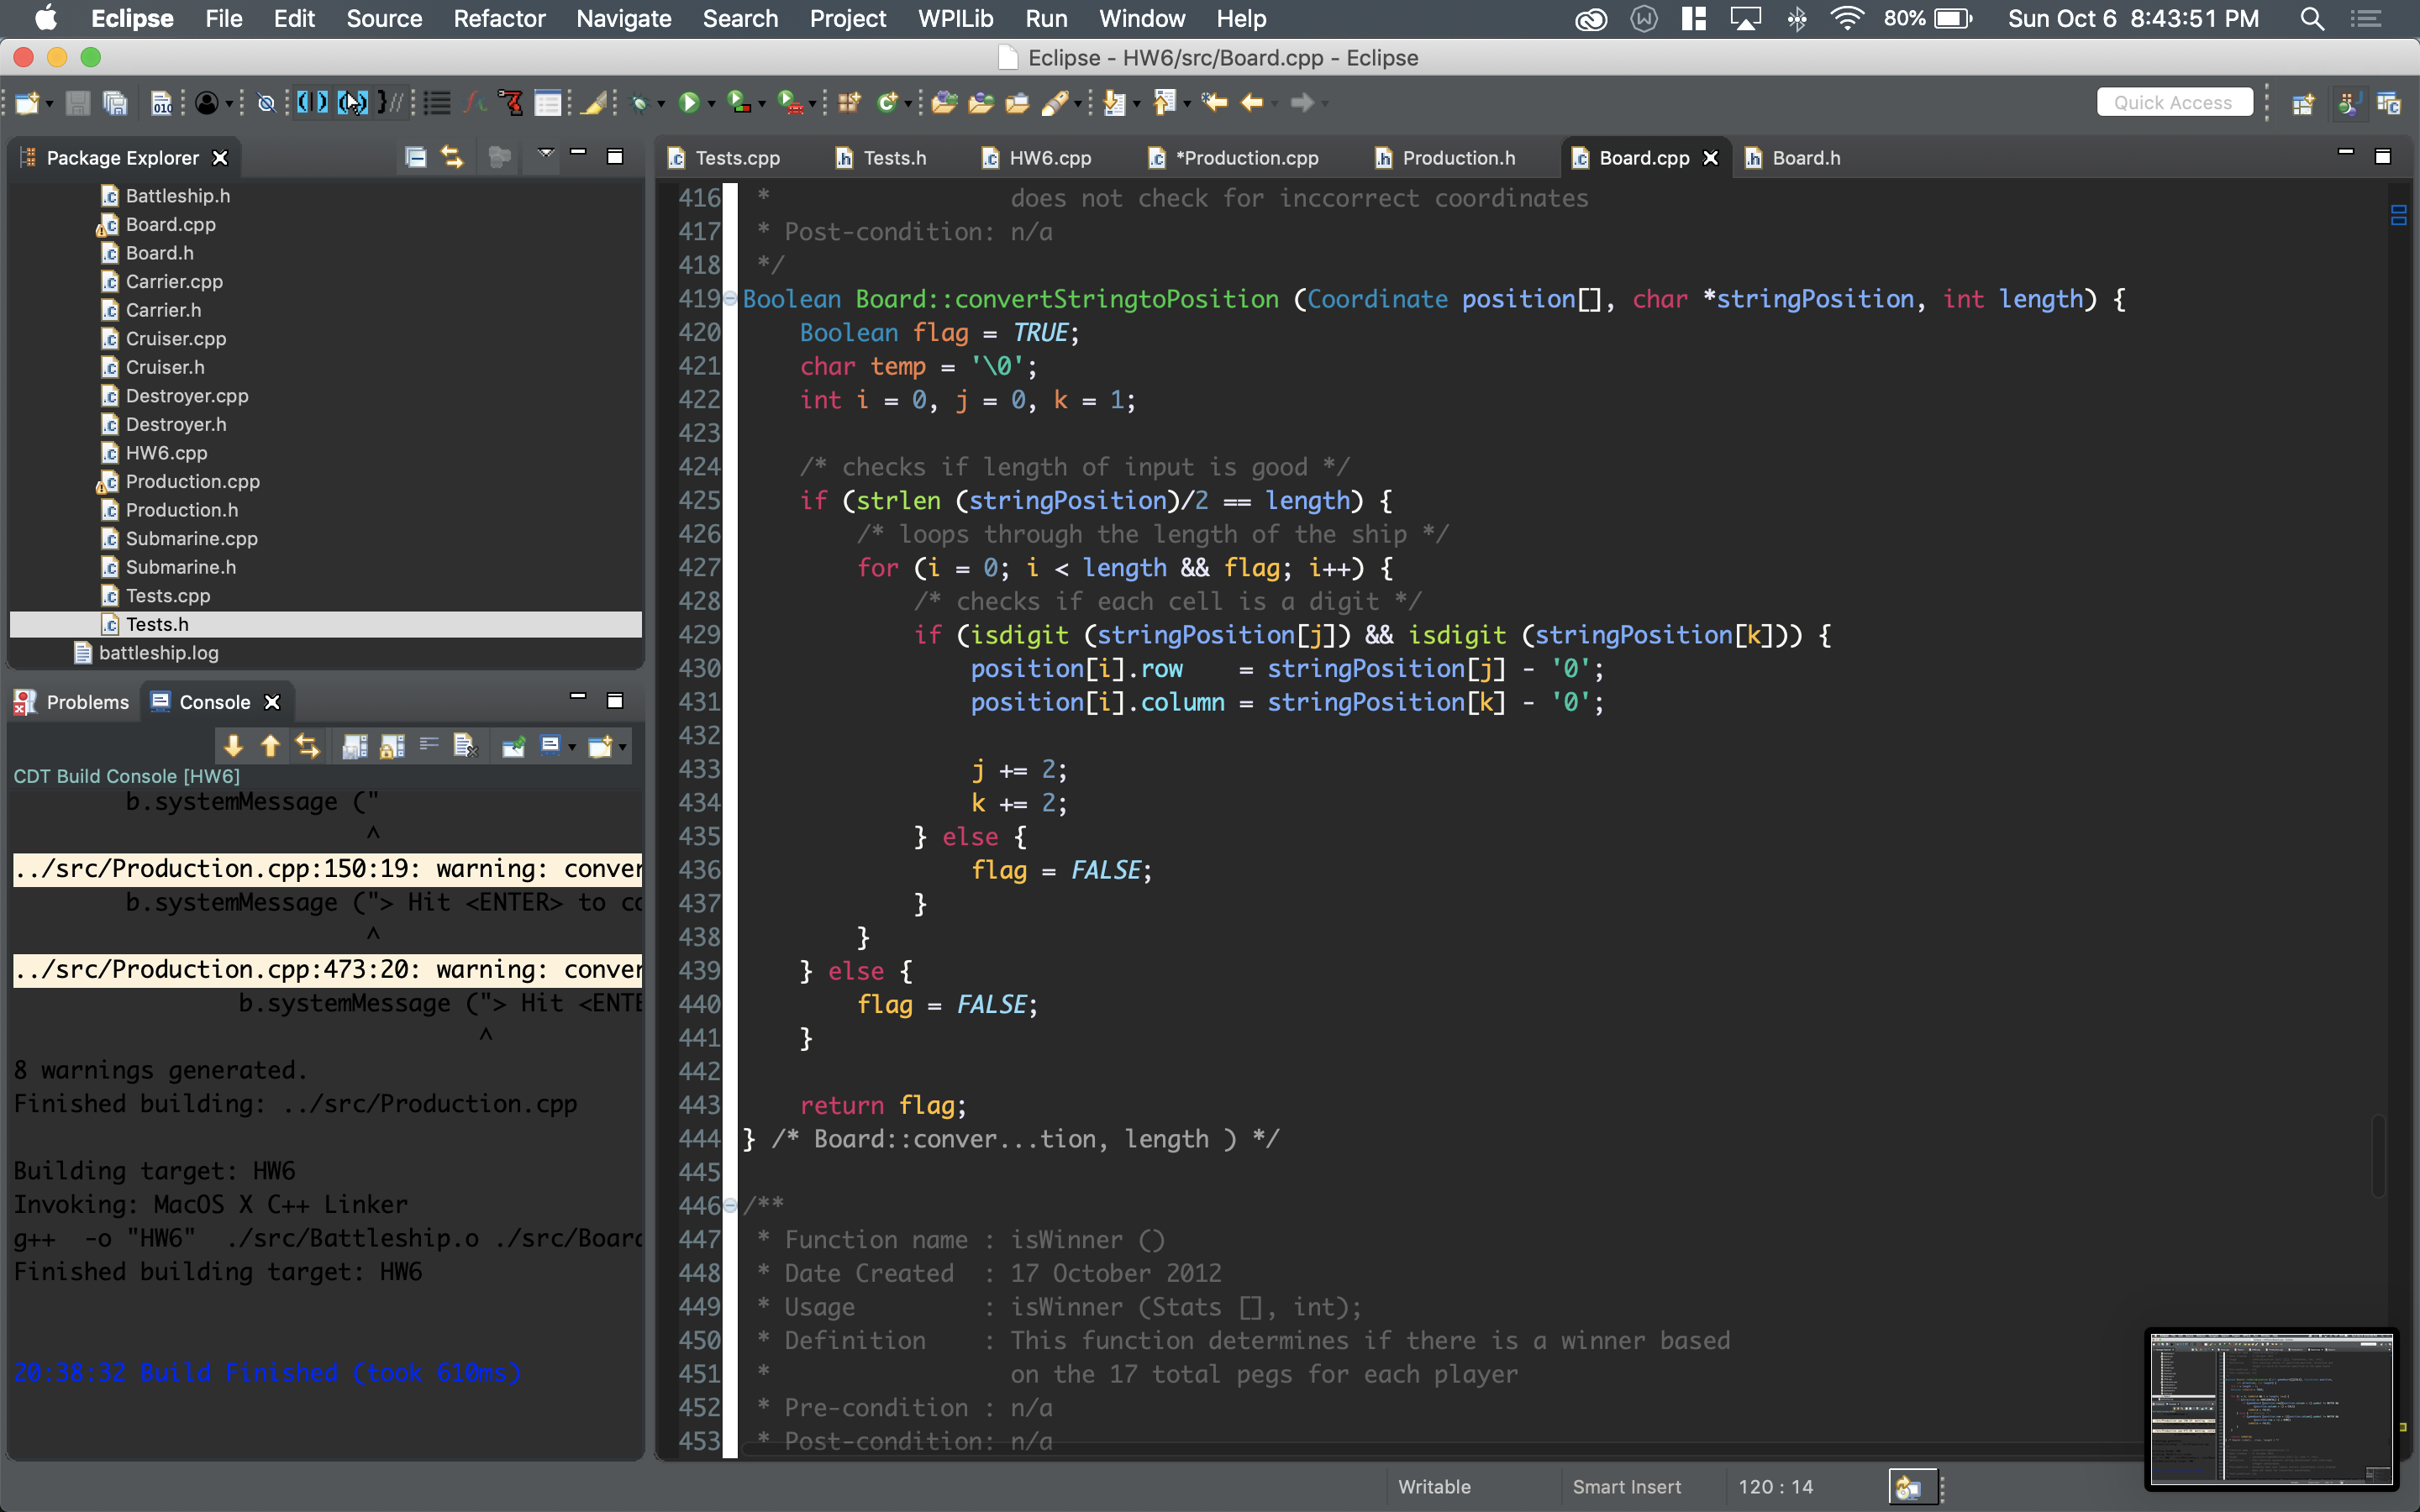 Eclipse File Edit Source Refactor Navigate Search Project WPILib Run Window Help 80% Sun Oct 6 8:43:51 PM
Eclipse - HW6/src/Board.cpp - Eclipse
Quick Access
Package Explorer
Battleship.h
Board.cpp
Board.h
Carrier.cpp
Carrier.h
Cruiser.cpp
Cruiser.h
Destroyer.cpp
Destroyer.h
HW6.cpp
Production.cpp
Production.h
Submarine.cpp
Submarine.h
Tests.cpp
Tests.h
battleship.log
Problems Console
CDT Build Console [HW6]
b.systemMessage ("
^
../src/Production.cpp:150:19: warning: conver
b.systemMessage ("> Hit <ENTER> to co
^
../src/Production.cpp:473:20: warning: conver
b.systemMessage ("> Hit <ENTE
^
8 warnings generated.
Finished building: ../src/Production.cpp
Building target: HW6
Invoking: MacOS X C++ Linker
g++  -o "HW6"  ./src/Battleship.o ./src/Boar
Finished building target: HW6
20:38:32 Build Finished (took 610ms)
Tests.cpp Tests.h HW6.cpp *Production.cpp Production.h Board.cpp Board.h
416 * does not check for inccorrect coordinates
417 * Post-condition: n/a
418 */
419 Boolean Board::convertStringtoPosition (Coordinate position[], char *stringPosition, int length) {
420 Boolean flag = TRUE;
421 char temp = '\0';
422 int i = 0, j = 0, k = 1;
423
424 /* checks if length of input is good */
425 if (strlen (stringPosition)/2 == length) {
426 /* loops through the length of the ship */
427 for (i = 0; i < length && flag; i++) {
428 /* checks if each cell is a digit */
429 if (isdigit (stringPosition[j]) && isdigit (stringPosition[k])) {
430 position[i].row    = stringPosition[j] - '0';
431 position[i].column = stringPosition[k] - '0';
432
433 j += 2;
434 k += 2;
435 } else {
436 flag = FALSE;
437 }
438 }
439 } else {
440 flag = FALSE;
441 }
442
443 return flag;
444 } /* Board::conver...tion, length ) */
445
446 /**
447 * Function name : isWinner ()
448 * Date Created  : 17 October 2012
449 * Usage         : isWinner (Stats [], int);
450 * Definition    : This function determines if there is a winner based
451 * on the 17 total pegs for each player
452 * Pre-condition : n/a
453 * Post-condition: n/a
Writable Smart Insert 120 : 14